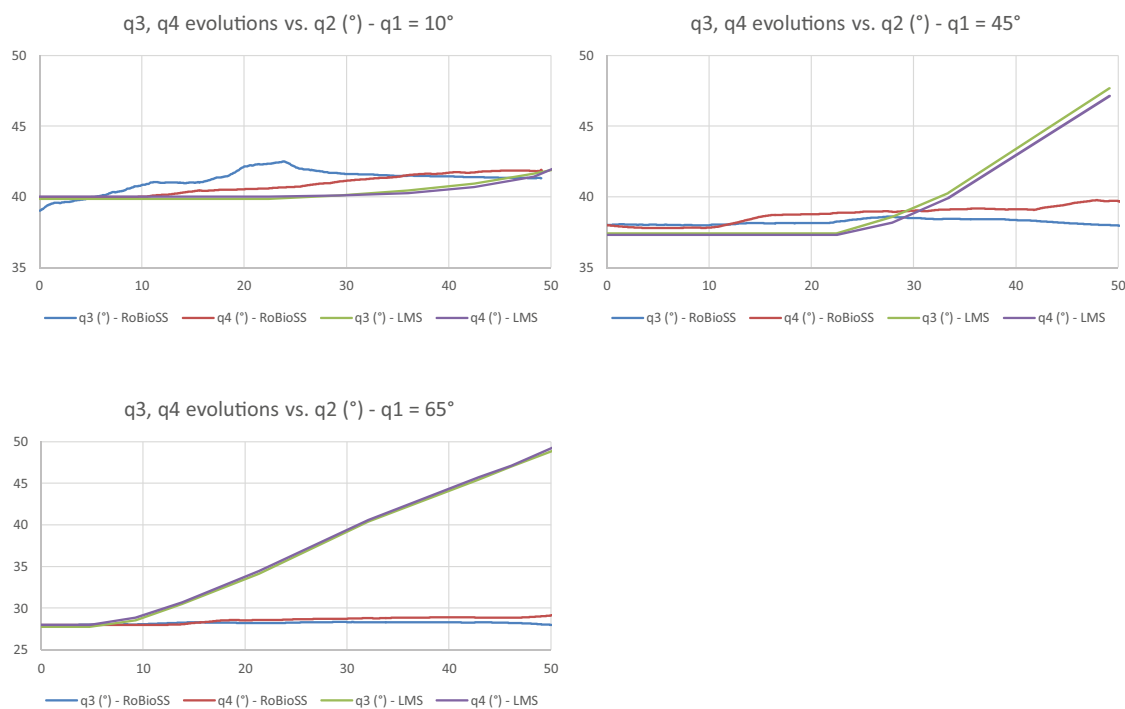 q3, q4 evolutions vs. q2 (°) - q1 = 10°
50
45
40
35
0 10 20 30 40 50
q3 (°) - RoBioSS q4 (°) - RoBioSS q3 (°) - LMS q4 (°) - LMS
q3, q4 evolutions vs. q2 (°) - q1 = 45°
50
45
40
35
0 10 20 30 40 50
q3 (°) - RoBioSS q4 (°) - RoBioSS q3 (°) - LMS q4 (°) - LMS
q3, q4 evolutions vs. q2 (°) - q1 = 65°
50
45
40
35
30
25
0 10 20 30 40 50
q3 (°) - RoBioSS q4 (°) - RoBioSS q3 (°) - LMS q4 (°) - LMS